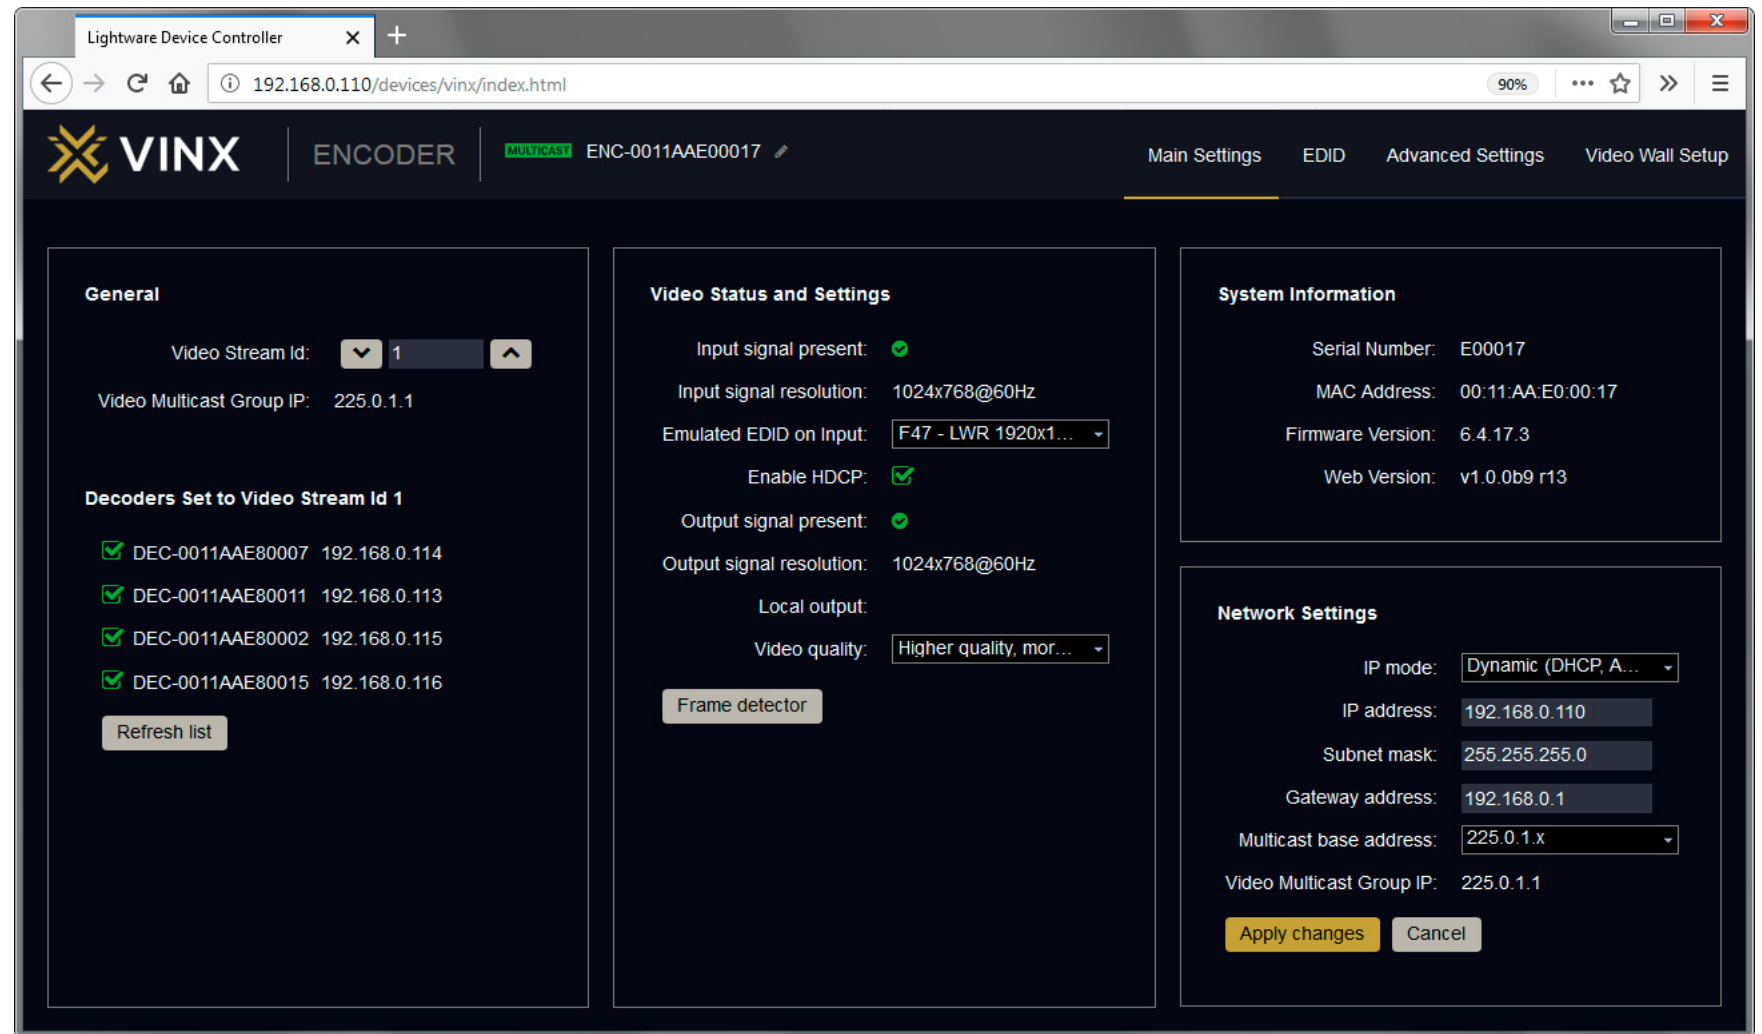 Lightware Device Controller
192.168.0.110/devices/vinx/index.html
90%
VINX
ENCODER
MULTICAST
ENC-0011AAE00017
Main Settings
EDID
Advanced Settings
Video Wall Setup
General
Video Stream Id:
1
Video Multicast Group IP: 225.0.1.1
Decoders Set to Video Stream Id 1
DEC-0011AAE80007 192.168.0.114
DEC-0011AAE80011 192.168.0.113
DEC-0011AAE80002 192.168.0.115
DEC-0011AAE80015 192.168.0.116
Refresh list
Video Status and Settings
Input signal present:
Input signal resolution: 1024x768@60Hz
Emulated EDID on Input: F47 - LWR 1920x1...
Enable HDCP:
Output signal present:
Output signal resolution: 1024x768@60Hz
Local output:
Video quality: Higher quality, mor...
Frame detector
System Information
Serial Number: E00017
MAC Address: 00:11:AA:E0:00:17
Firmware Version: 6.4.17.3
Web Version: v1.0.0b9 r13
Network Settings
IP mode: Dynamic (DHCP, A...
IP address: 192.168.0.110
Subnet mask: 255.255.255.0
Gateway address: 192.168.0.1
Multicast base address: 225.0.1.x
Video Multicast Group IP: 225.0.1.1
Apply changes
Cancel